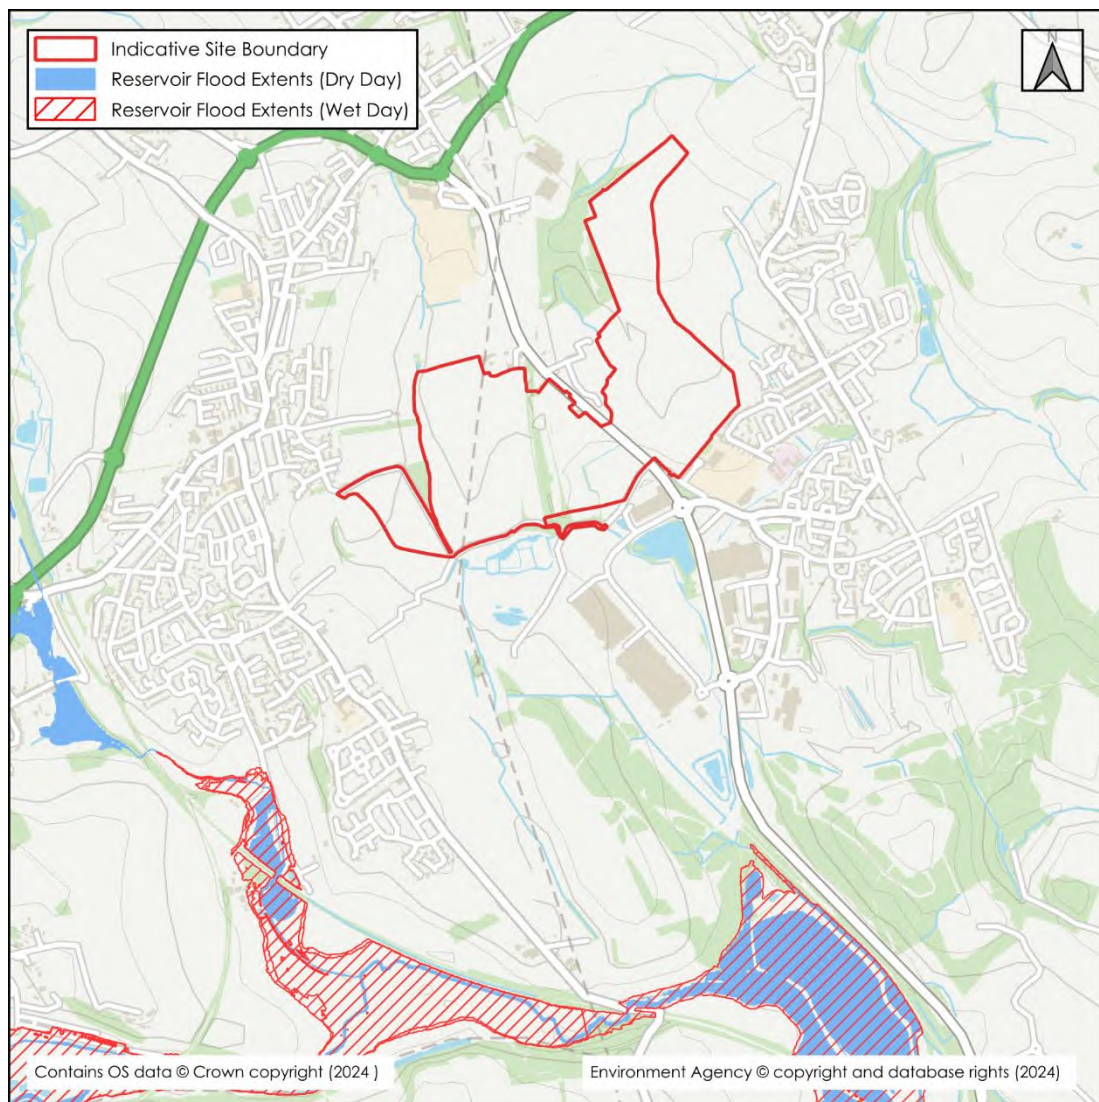 Indicative Site Boundary
Reservoir Flood Extents (Dry Day)
Reservoir Flood Extents (Wet Day)
N
Contains OS data © Crown copyright (2024 )
Environment Agency © copyright and database rights (2024)